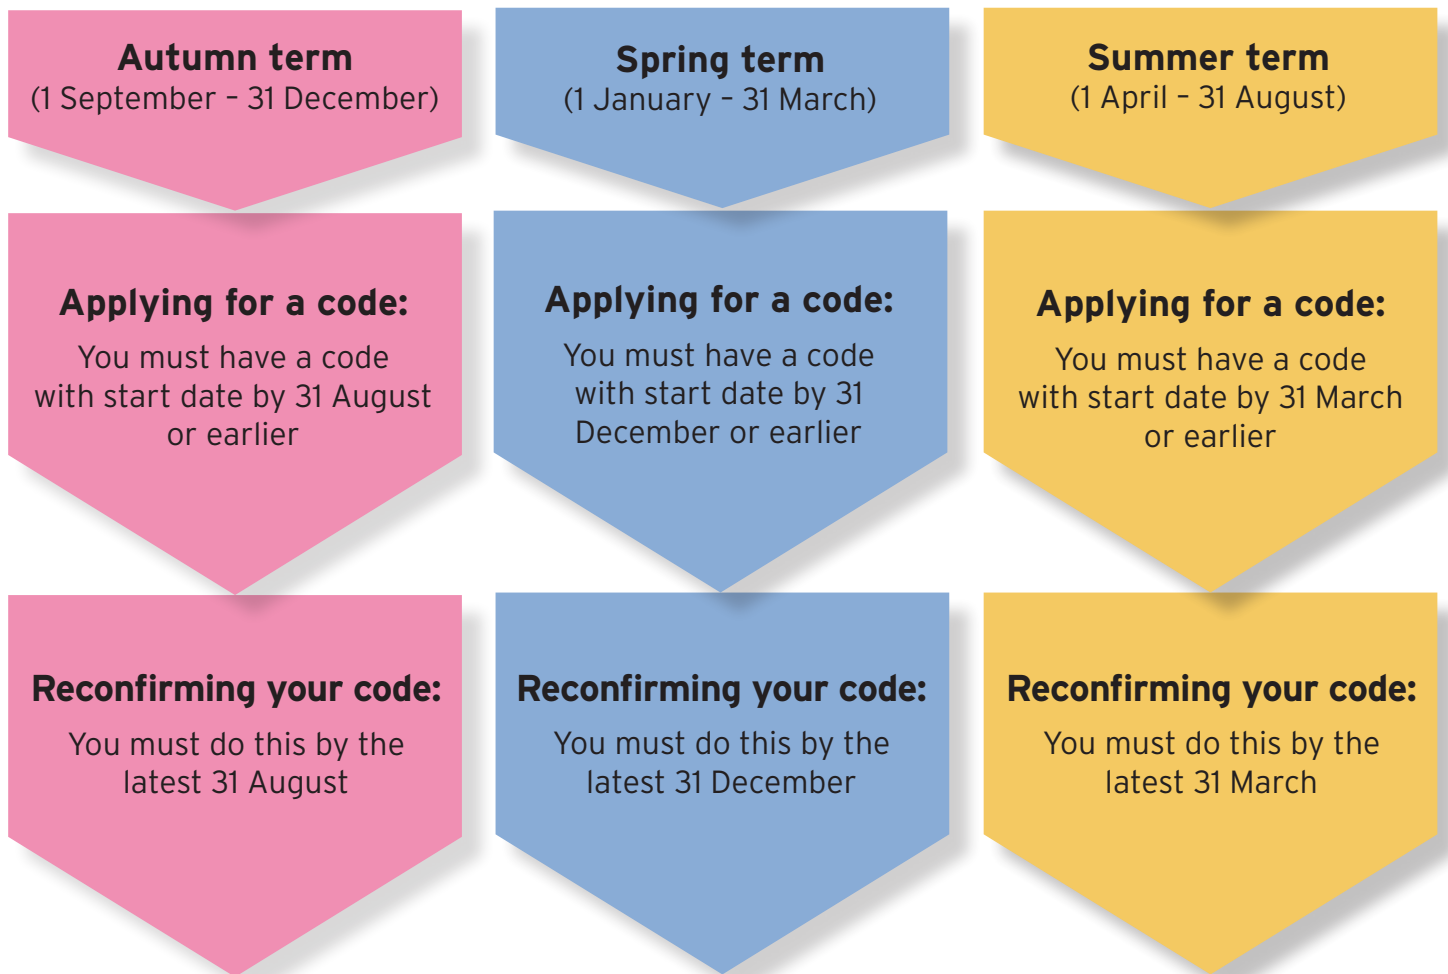 Autumn term
(1 September – 31 December)
Applying for a code:
You must have a code
with start date by 31 August
or earlier
Reconfirming your code:
You must do this by the
latest 31 August
Spring term
(1 January – 31 March)
Applying for a code:
You must have a code
with start date by 31
December or earlier
Reconfirming your code:
You must do this by the
latest 31 December
Summer term
(1 April – 31 August)
Applying for a code:
You must have a code
with start date by 31 March
or earlier
Reconfirming your code:
You must do this by the
latest 31 March